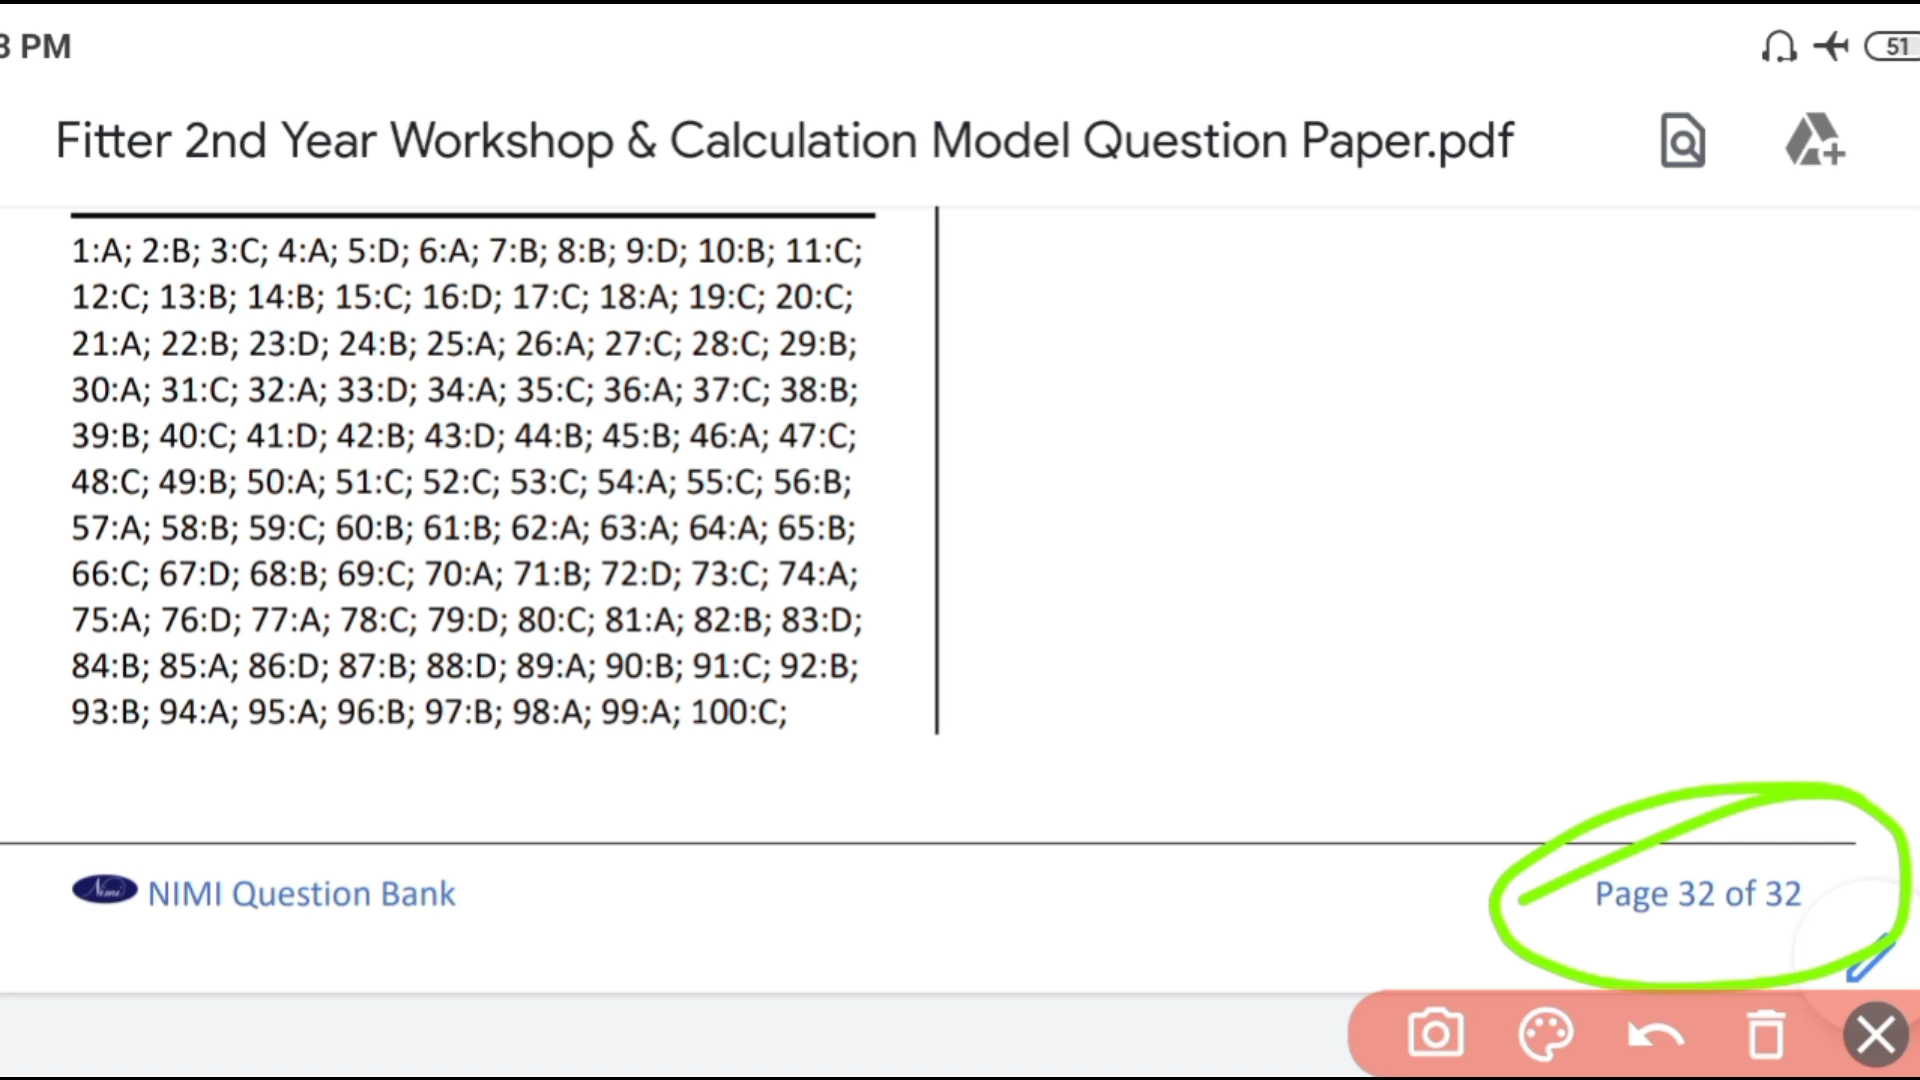 3 PM
51
Fitter 2nd Year Workshop & Calculation Model Question Paper.pdf
1:A; 2:B; 3:C; 4:A; 5:D; 6:A; 7:B; 8:B; 9:D; 10:B; 11:C;
12:C; 13:B; 14:B; 15:C; 16:D; 17:C; 18:A; 19:C; 20:C;
21:A; 22:B; 23:D; 24:B; 25:A; 26:A; 27:C; 28:C; 29:B;
30:A; 31:C; 32:A; 33:D; 34:A; 35:C; 36:A; 37:C; 38:B;
39:B; 40:C; 41:D; 42:B; 43:D; 44:B; 45:B; 46:A; 47:C;
48:C; 49:B; 50:A; 51:C; 52:C; 53:C; 54:A; 55:C; 56:B;
57:A; 58:B; 59:C; 60:B; 61:B; 62:A; 63:A; 64:A; 65:B;
66:C; 67:D; 68:B; 69:C; 70:A; 71:B; 72:D; 73:C; 74:A;
75:A; 76:D; 77:A; 78:C; 79:D; 80:C; 81:A; 82:B; 83:D;
84:B; 85:A; 86:D; 87:B; 88:D; 89:A; 90:B; 91:C; 92:B;
93:B; 94:A; 95:A; 96:B; 97:B; 98:A; 99:A; 100:C;
Nimi NIMI Question Bank
Page 32 of 32